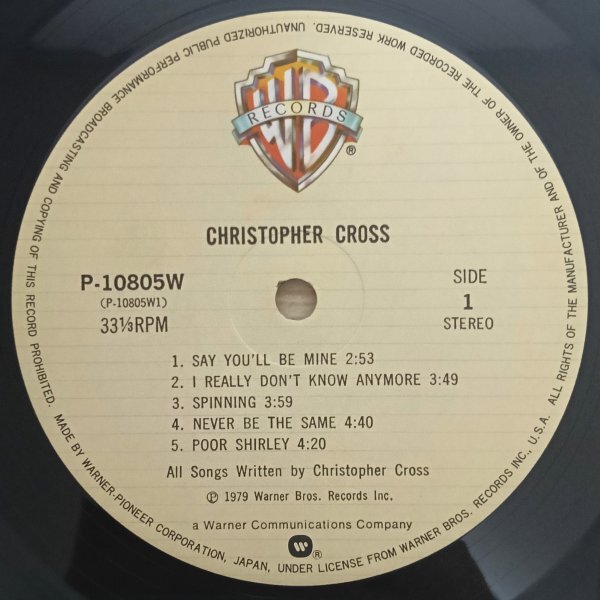 WB
RECORDS
®
CHRISTOPHER CROSS
P-10805W
(P-10805W1)
33⅓RPM
SIDE
1
STEREO
1. SAY YOU'LL BE MINE 2:53
2. I REALLY DON'T KNOW ANYMORE 3:49
3. SPINNING 3:59
4. NEVER BE THE SAME 4:40
5. POOR SHIRLEY 4:20
All Songs Written by Christopher Cross
℗ 1979 Warner Bros. Records Inc.
a Warner Communications Company
W®
MADE BY WARNER-PIONEER CORPORATION, JAPAN, UNDER LICENSE FROM WARNER BROS. RECORDS INC., U.S.A. ALL RIGHTS OF THE MANUFACTURER AND OF THE OWNER OF THE RECORDED WORK RESERVED. UNAUTHORIZED PUBLIC PERFORMANCE BROADCASTING AND COPYING OF THIS RECORD PROHIBITED.